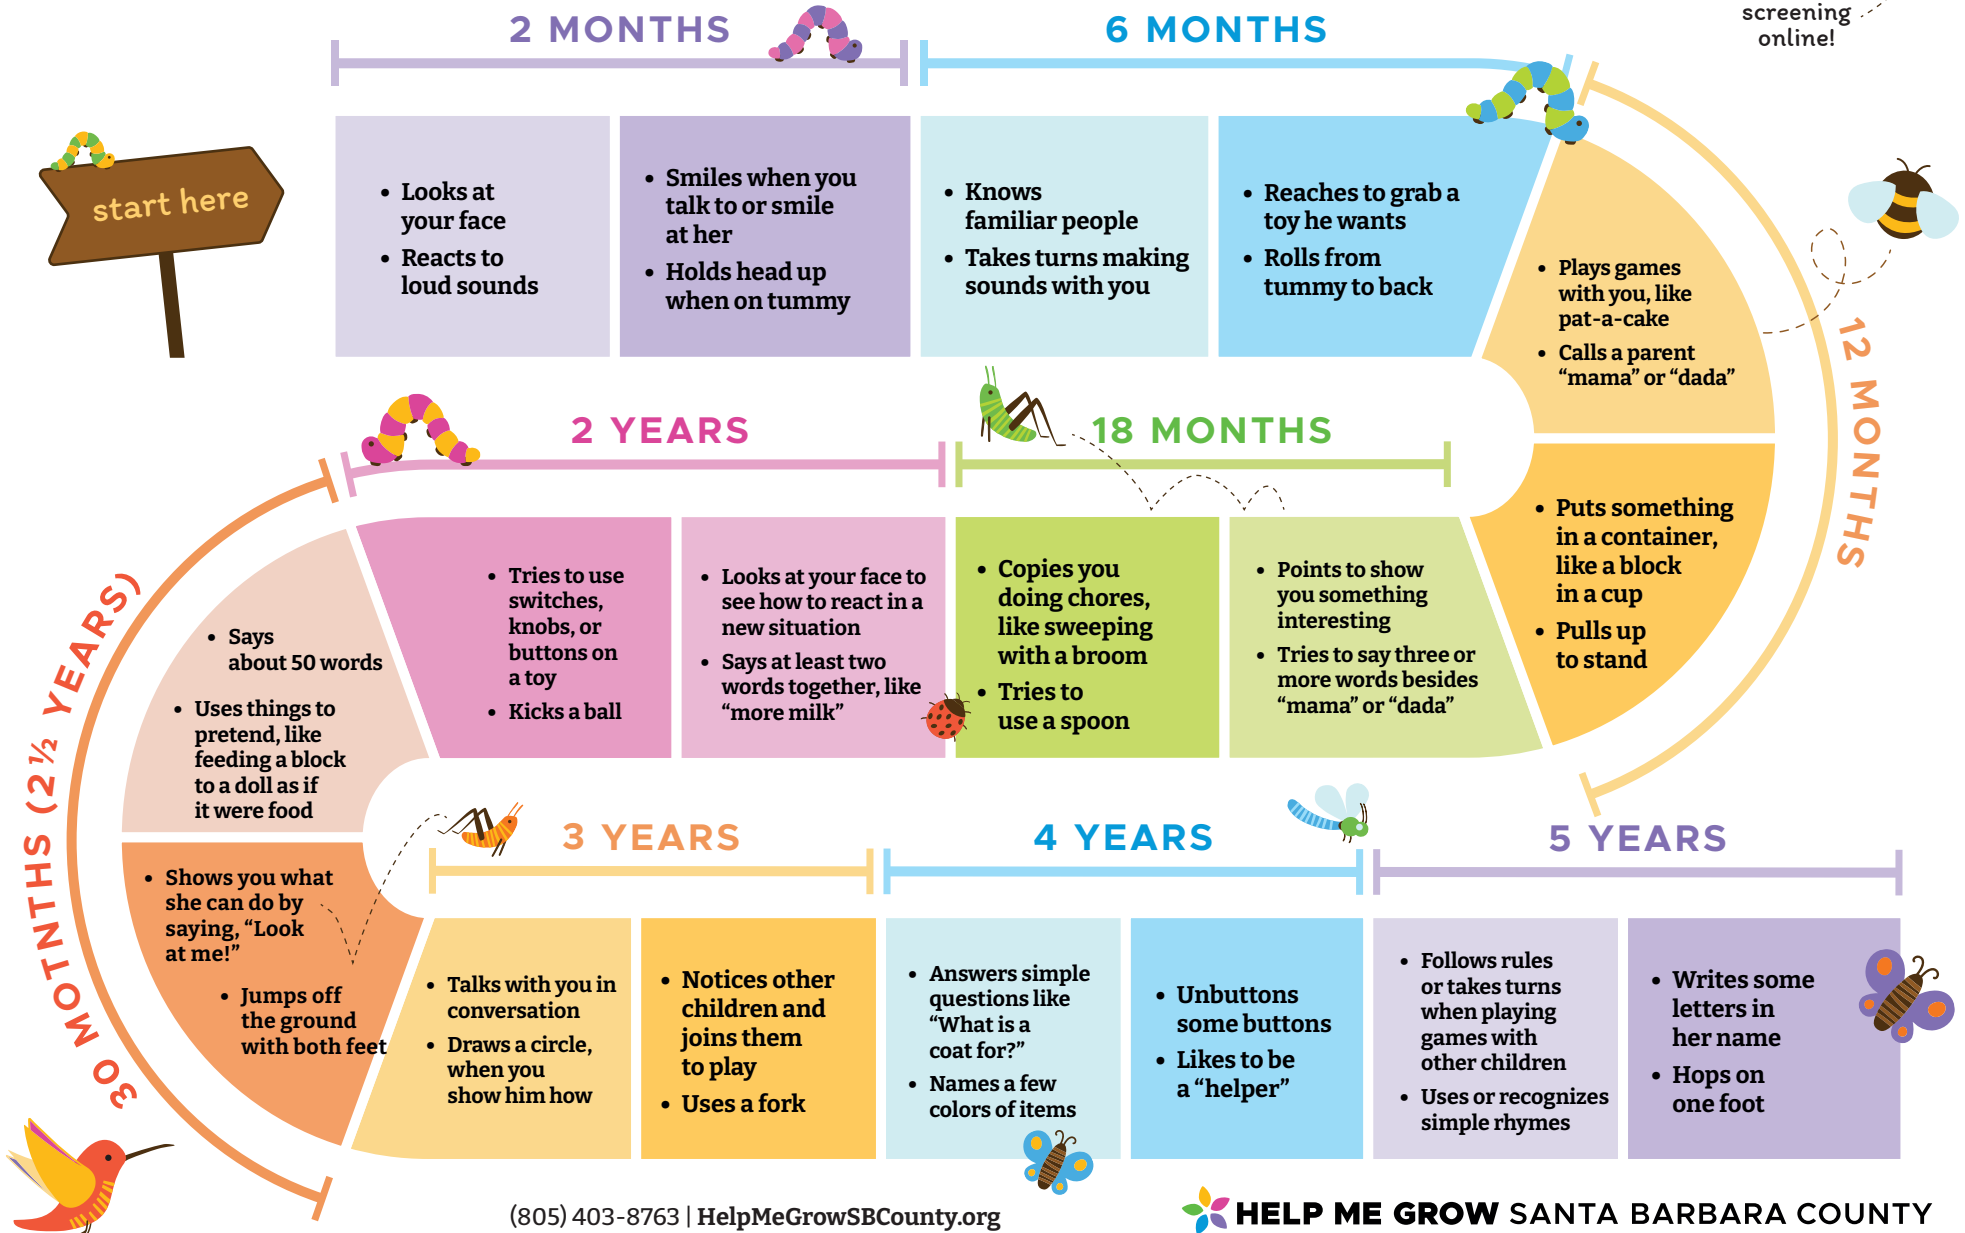 screening
online!
2 MONTHS
6 MONTHS
start here
• Looks at
your face
• Reacts to
loud sounds
• Smiles when you
talk to or smile
at her
• Holds head up
when on tummy
• Knows
familiar people
• Takes turns making
sounds with you
• Reaches to grab a
toy he wants
• Rolls from
tummy to back
12 MONTHS
• Plays games
with you, like
pat-a-cake
• Calls a parent
“mama” or “dada”
• Puts something
in a container,
like a block
in a cup
• Pulls up
to stand
18 MONTHS
• Points to show
you something
interesting
• Tries to say three or
more words besides
“mama” or “dada”
• Copies you
doing chores,
like sweeping
with a broom
• Tries to
use a spoon
2 YEARS
• Looks at your face to
see how to react in a
new situation
• Says at least two
words together, like
“more milk”
• Tries to use
switches,
knobs, or
buttons on
a toy
• Kicks a ball
30 MOTNTHS (2½ YEARS)
• Says
about 50 words
• Uses things to
pretend, like
feeding a block
to a doll as if
it were food
• Shows you what
she can do by
saying, “Look
at me!”
• Jumps off
the ground
with both feet
3 YEARS
• Talks with you in
conversation
• Draws a circle,
when you
show him how
• Notices other
children and
joins them
to play
• Uses a fork
4 YEARS
• Answers simple
questions like
“What is a
coat for?”
• Names a few
colors of items
• Unbuttons
some buttons
• Likes to be
a “helper”
5 YEARS
• Follows rules
or takes turns
when playing
games with
other children
• Uses or recognizes
simple rhymes
• Writes some
letters in
her name
• Hops on
one foot
(805) 403-8763 | HelpMeGrowSBCounty.org
HELP ME GROW SANTA BARBARA COUNTY